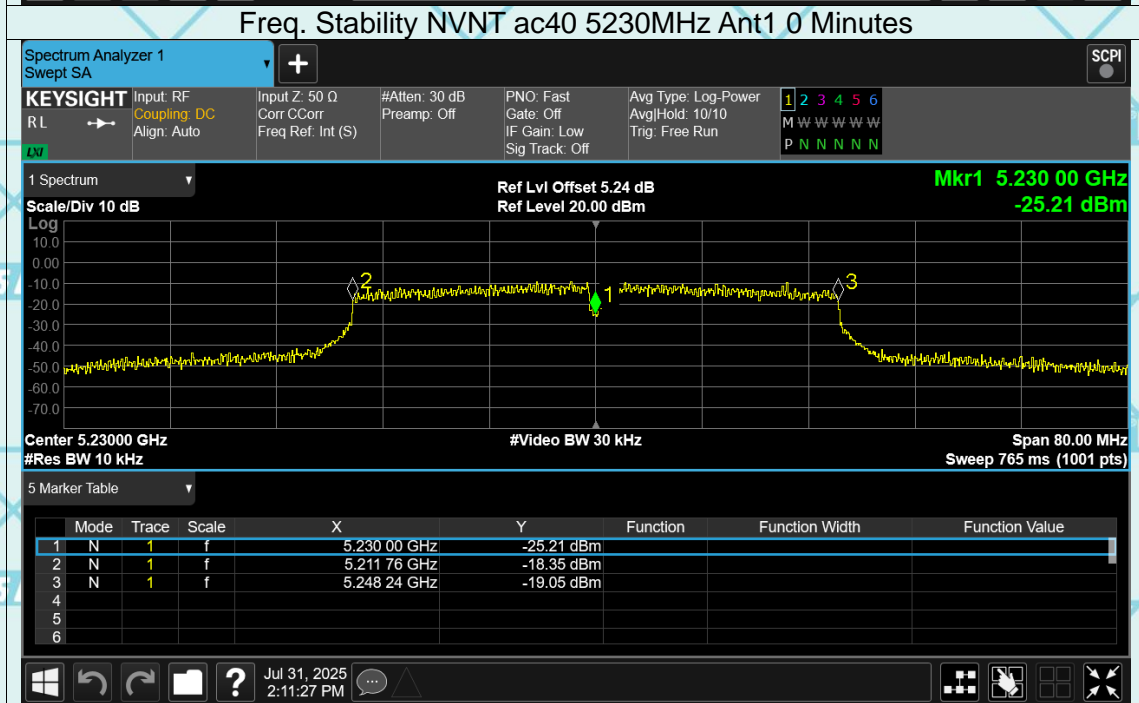 Freq. Stability NVNT ac40 5230MHz Ant1 0 Minutes
Spectrum Analyzer 1
Swept SA
+
SCPI
KEYSIGHT Input: RF Input Z: 50 Ω #Atten: 30 dB PNO: Fast Avg Type: Log-Power 1 2 3 4 5 6
RL Coupling: DC Corr CCorr Preamp: Off Gate: Off Avg|Hold: 10/10 M W W W W W
Align: Auto Freq Ref: Int (S) IF Gain: Low Trig: Free Run
LXI Sig Track: Off P N N N N N
1 Spectrum Ref Lvl Offset 5.24 dB Mkr1 5.230 00 GHz
Scale/Div 10 dB Ref Level 20.00 dBm -25.21 dBm
Log
10.0
0.00
-10.0
-20.0
-30.0
-40.0
-50.0
-60.0
-70.0
2
1
3
Center 5.23000 GHz #Video BW 30 kHz Span 80.00 MHz
#Res BW 10 kHz Sweep 765 ms (1001 pts)
5 Marker Table
Mode Trace Scale X Y Function Function Width Function Value
1 N 1 f 5.230 00 GHz -25.21 dBm
2 N 1 f 5.211 76 GHz -18.35 dBm
3 N 1 f 5.248 24 GHz -19.05 dBm
4
5
6
? Jul 31, 2025
2:11:27 PM